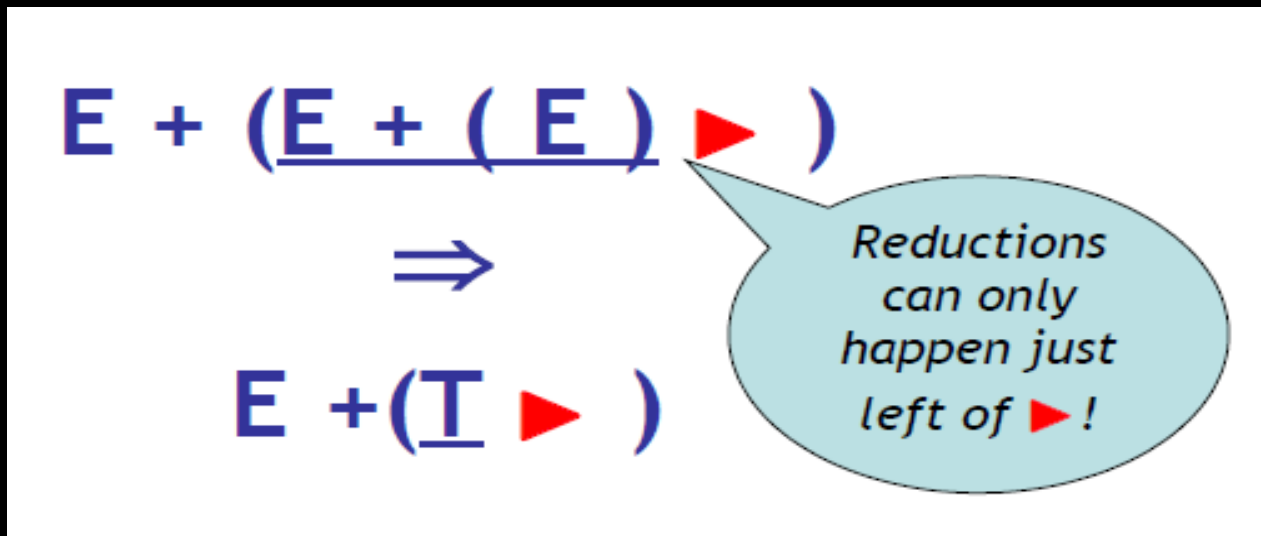 E + (E + ( E ) ▶ )
⇒
E +(T ▶ )
Reductions
can only
happen just
left of ▶!